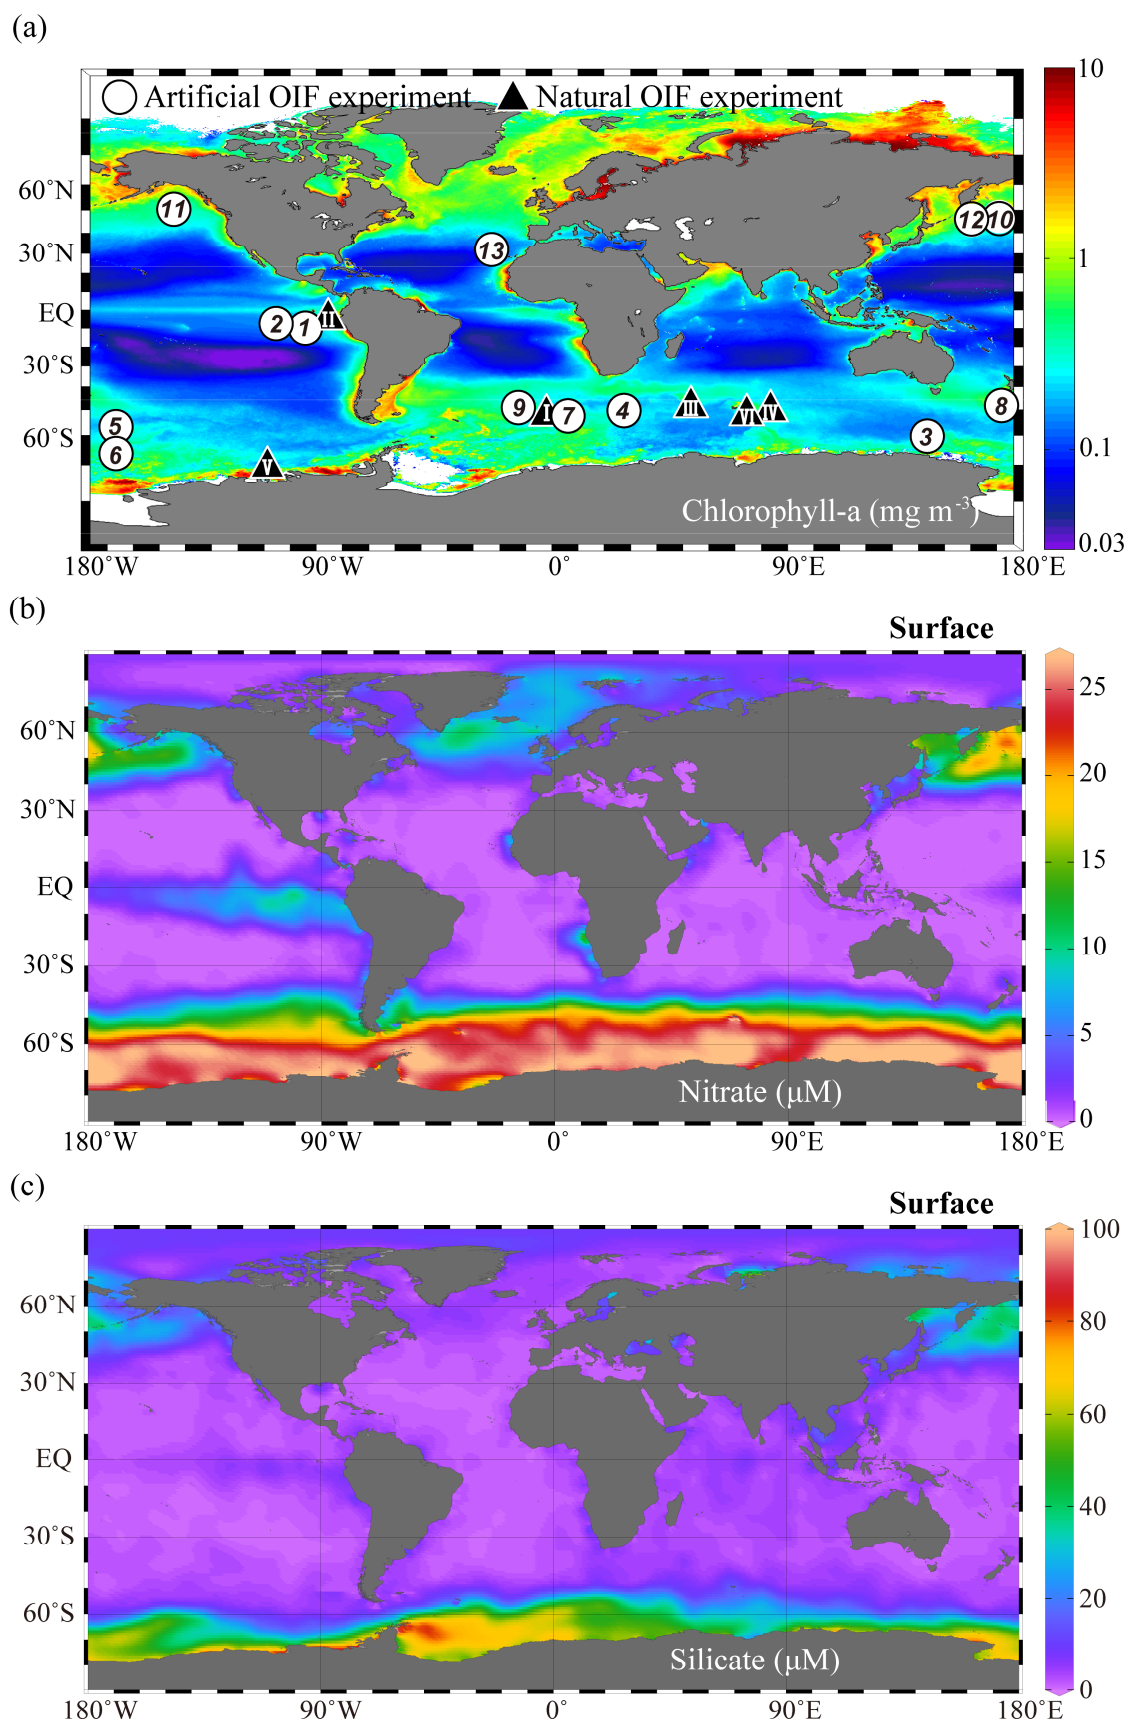 (a)
Artificial OIF experiment
Natural OIF experiment
10
1
0.1
0.03
60°N
30°N
EQ
30°S
60°S
11
12
10
13
2
1
II
9
I
7
4
III
VI
IV
8
5
6
V
3
Chlorophyll-a (mg m-3)
180°W
90°W
0°
90°E
180°E
(b)
Surface
25
20
15
10
5
0
60°N
30°N
EQ
30°S
60°S
Nitrate (μM)
180°W
90°W
0°
90°E
180°E
(c)
Surface
100
80
60
40
20
0
60°N
30°N
EQ
30°S
60°S
Silicate (μM)
180°W
90°W
0°
90°E
180°E